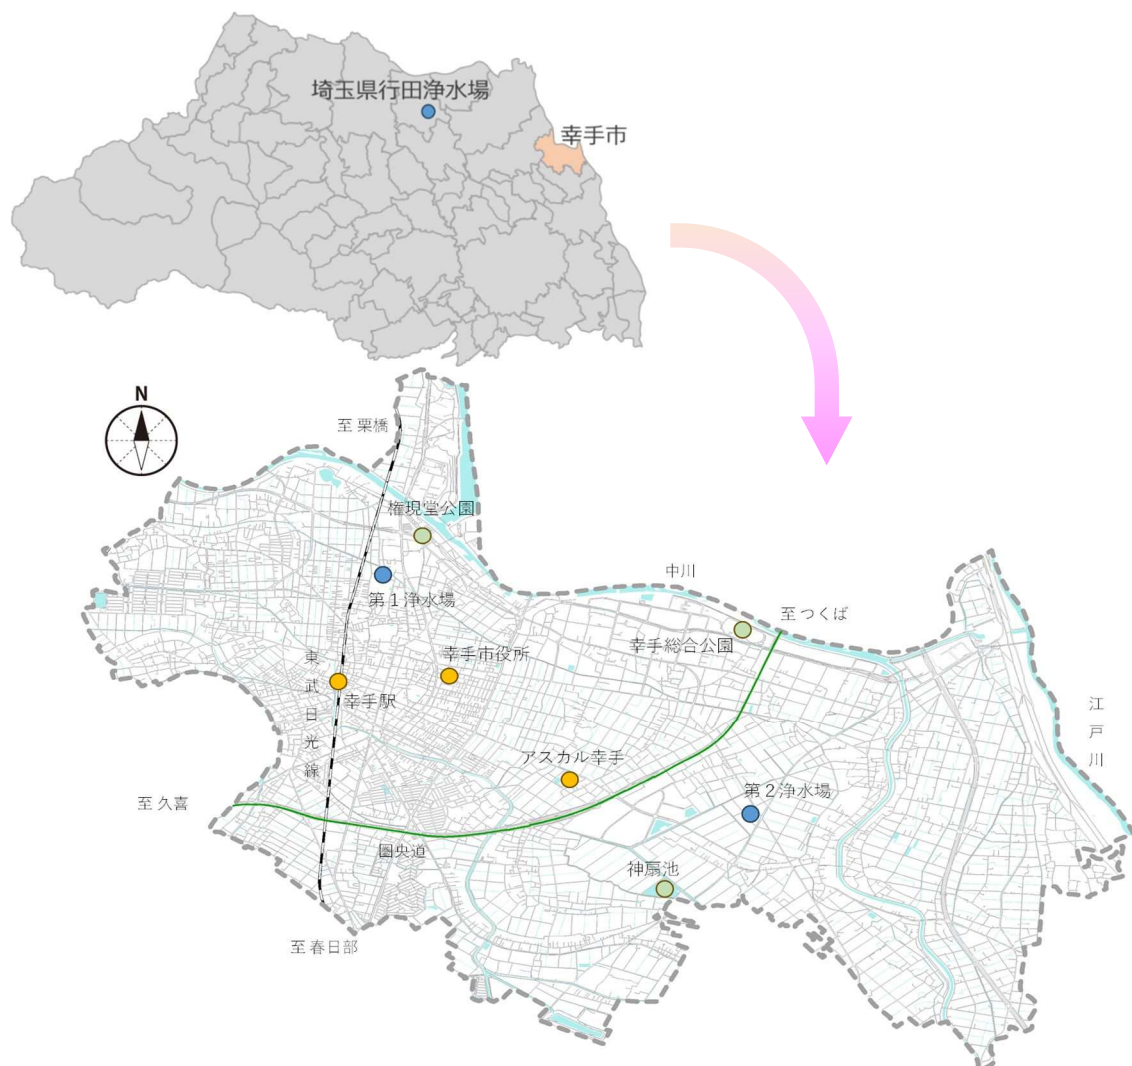 埼玉県行田浄水場
幸手市
N
至 栗橋
権現堂公園
中川
第1浄水場
至 つくば
幸手総合公園
幸手市役所
東武日光線
幸手駅
江戸川
アスカル幸手
第2浄水場
至 久喜
圏央道
神扇池
至 春日部